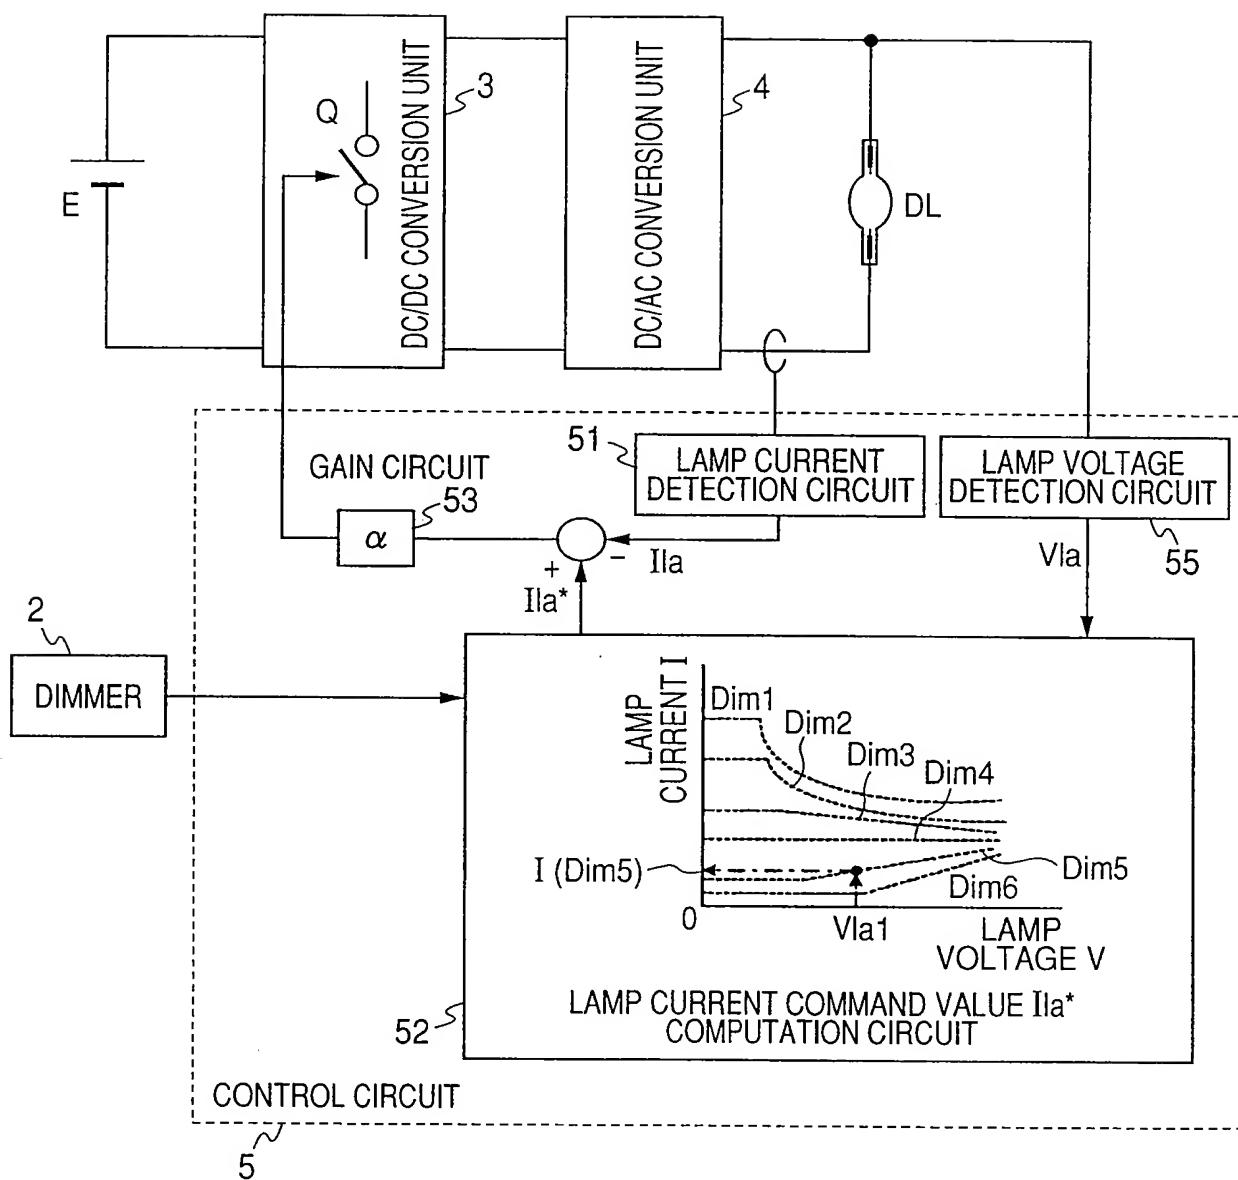 E
Q
DC/DC CONVERSION UNIT
3
DC/AC CONVERSION UNIT
4
DL
GAIN CIRCUIT
53
α
51
LAMP CURRENT
DETECTION CIRCUIT
LAMP VOLTAGE
DETECTION CIRCUIT
55
+
−
Ila
Ila*
Vla
2
DIMMER
LAMP
CURRENT I
Dim1
Dim2
Dim3
Dim4
I (Dim5)
Dim5
Dim6
0
Vla1
LAMP
VOLTAGE V
LAMP CURRENT COMMAND VALUE Ila*
COMPUTATION CIRCUIT
52
CONTROL CIRCUIT
5